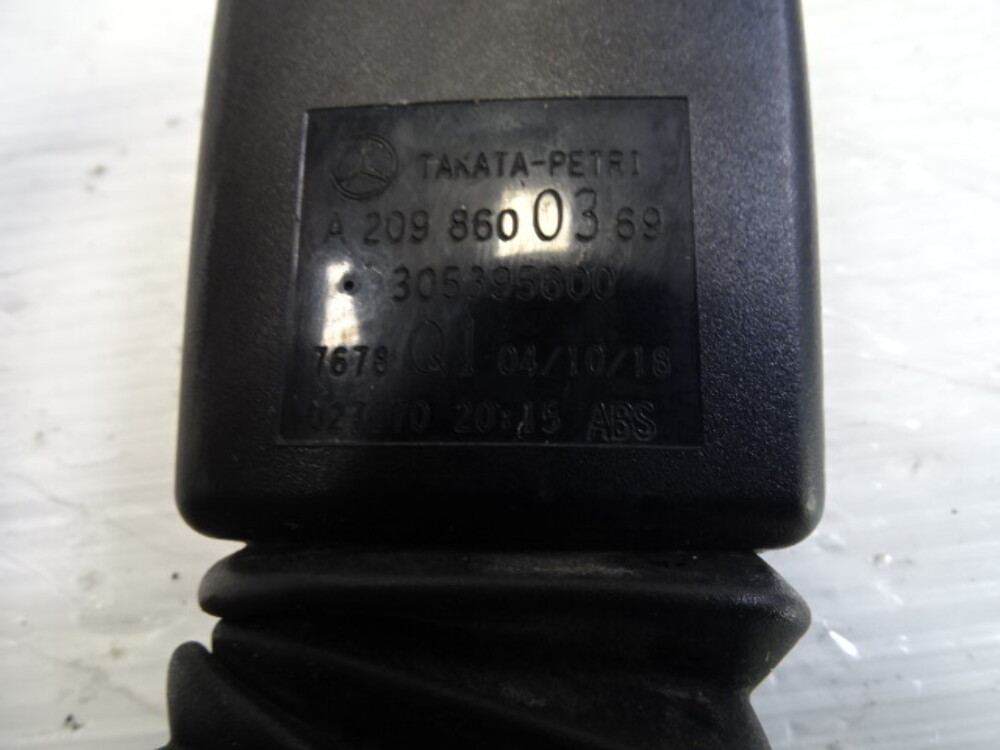 TAKATA-PETRI
A 209 860 03 69
305395600
7678 Q1 04/10/18
20:15 ABS